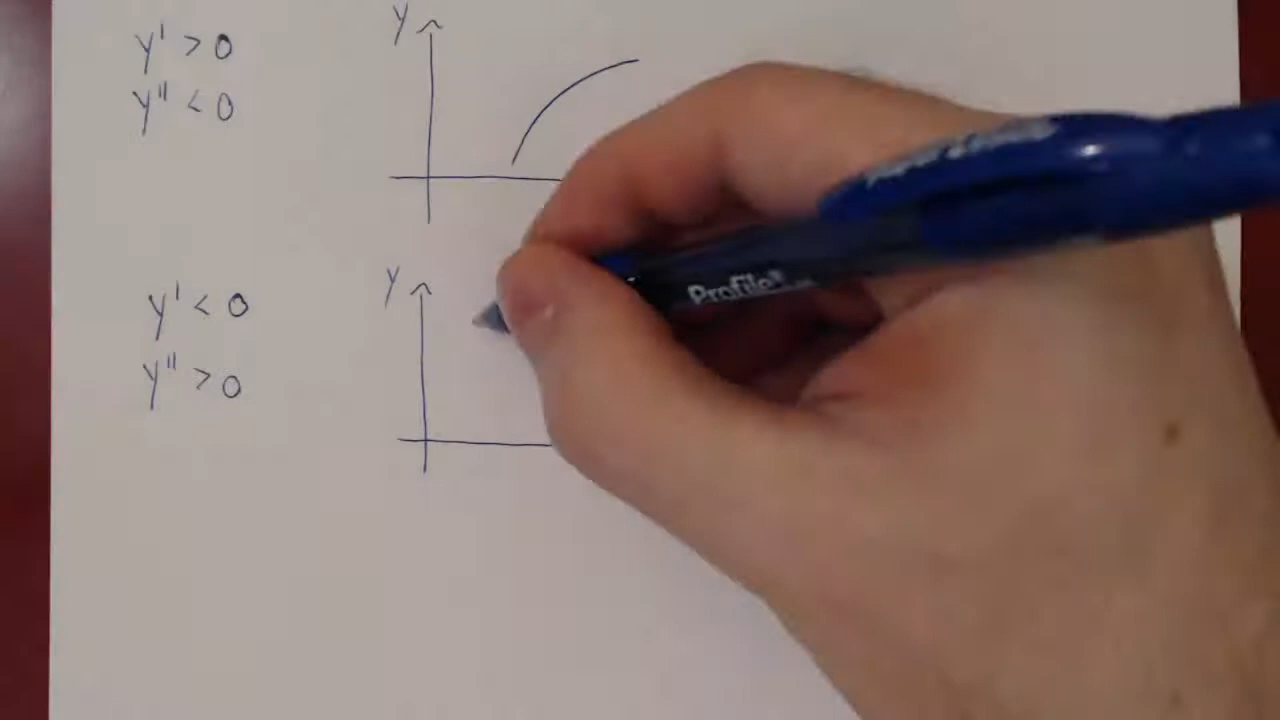 y' > 0
y'' < 0
y
y' < 0
y'' > 0
y
Profile